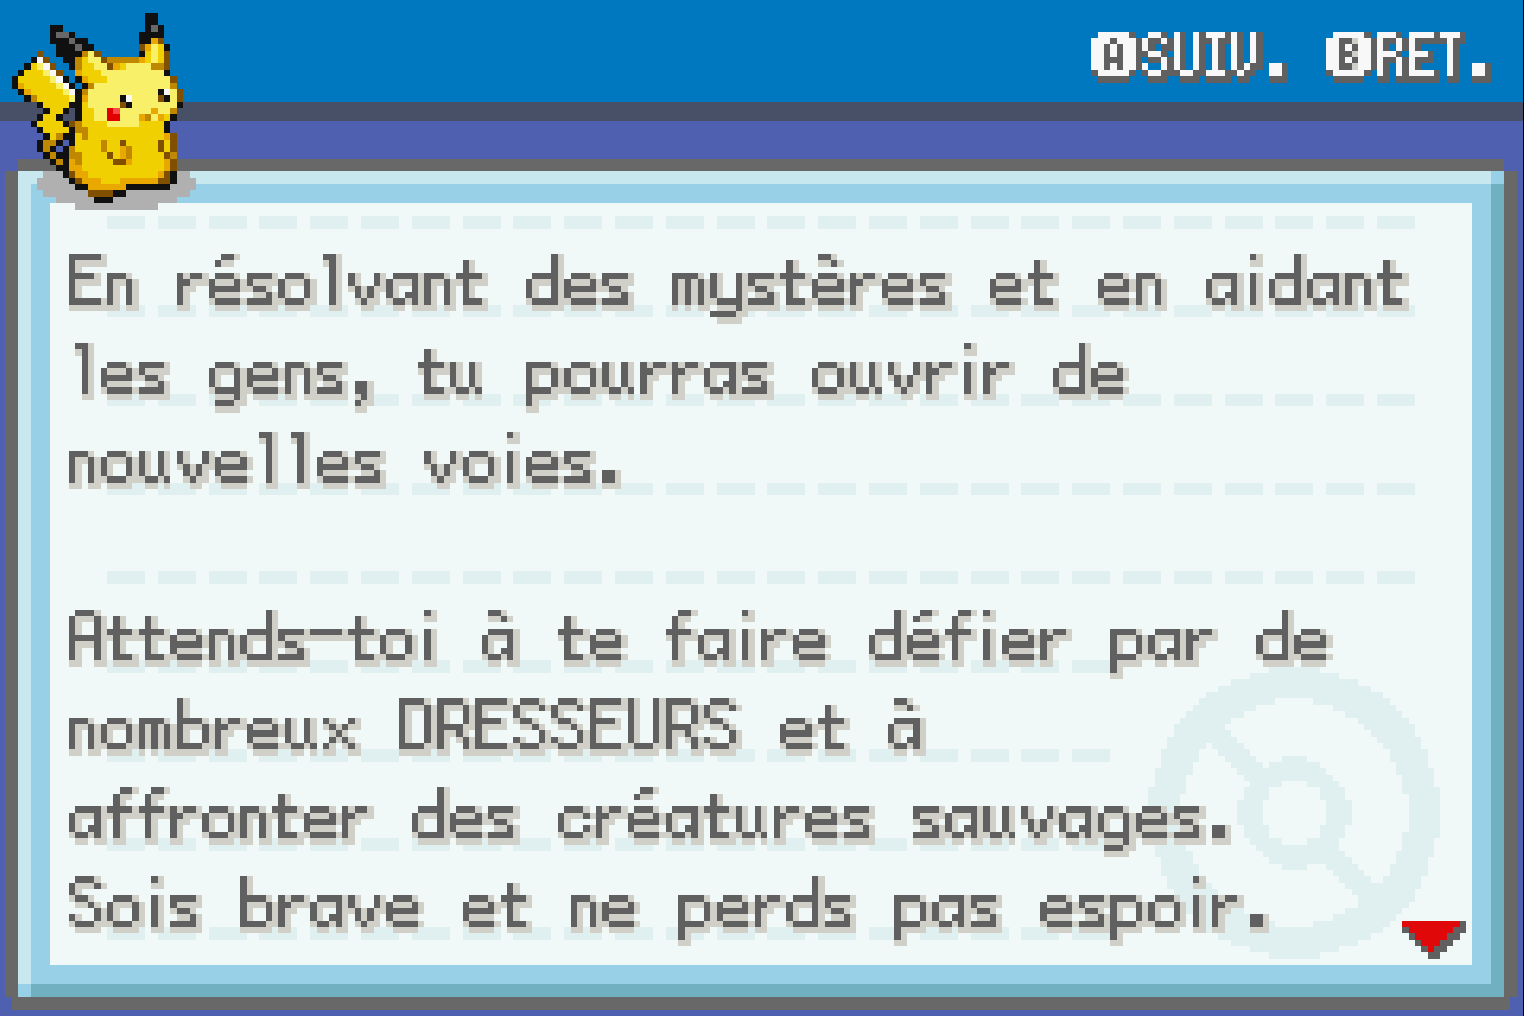 ⒶSUIV. ⒷRET.
En résolvant des mystères et en aidant
les gens, tu pourras ouvrir de
nouvelles voies.
Attends-toi à te faire défier par de
nombreux DRESSEURS et à
affronter des créatures sauvages.
Sois brave et ne perds pas espoir.